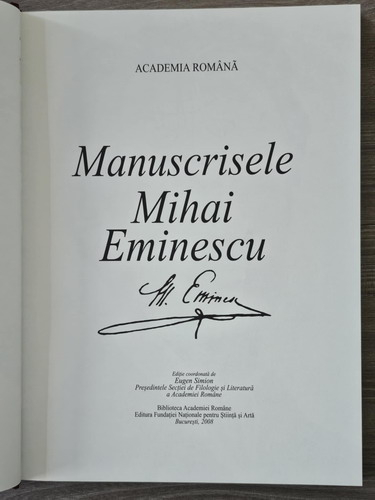 ACADEMIA ROMÂNĂ
Manuscrisele
Mihai
Eminescu
M. Eminescu
Ediție coordonată de
Eugen Simion
Președintele Secției de Filologie și Literatură
a Academiei Române
Biblioteca Academiei Române
Editura Fundației Naționale pentru Știință și Artă
București, 2008